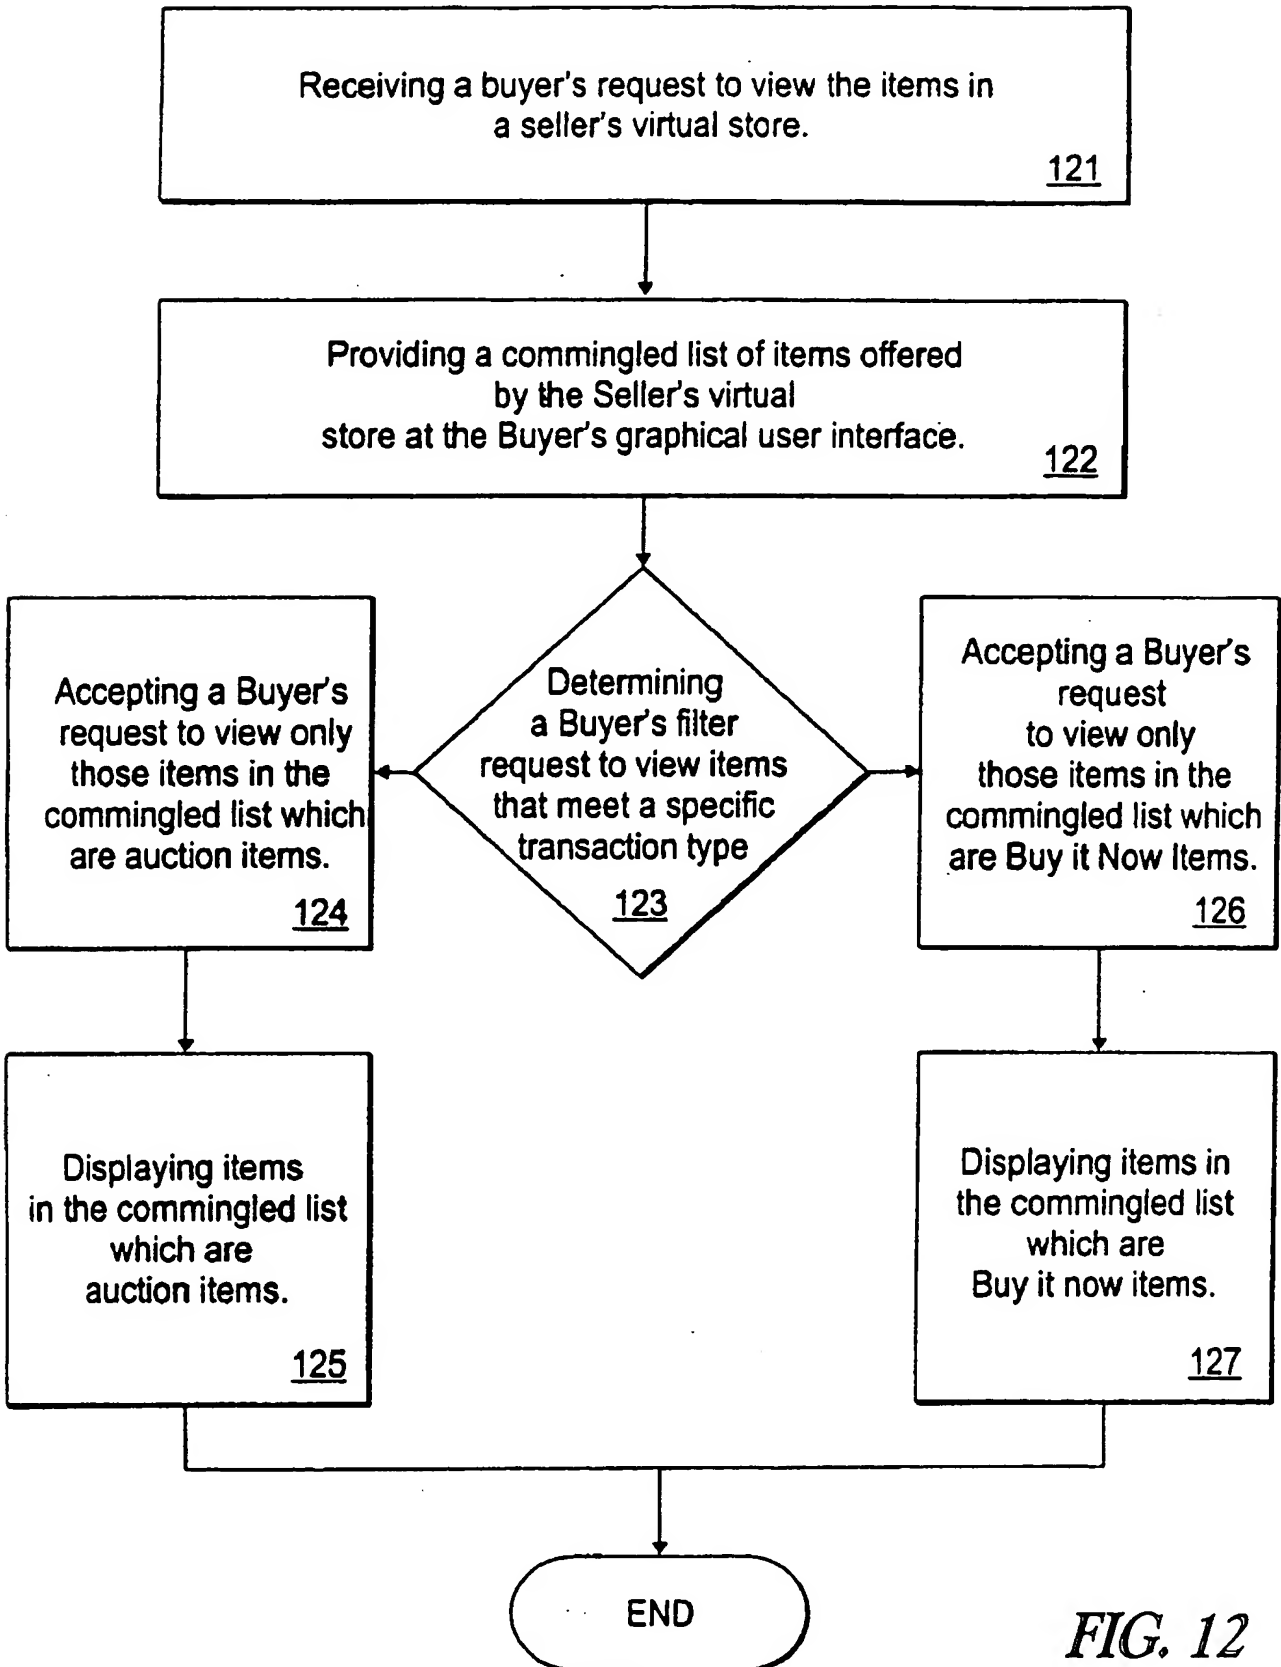 Receiving a buyer's request to view the items in
a seller's virtual store.
121
Providing a commingled list of items offered
by the Seller's virtual
store at the Buyer's graphical user interface.
122
Determining
a Buyer's filter
request to view items
that meet a specific
transaction type
123
Accepting a Buyer's
request to view only
those items in the
commingled list which
are auction items.
124
Accepting a Buyer's
request
to view only
those items in the
commingled list which
are Buy it Now Items.
126
Displaying items
in the commingled list
which are
auction items.
125
Displaying items in
the commingled list
which are
Buy it now items.
127
END
FIG. 12